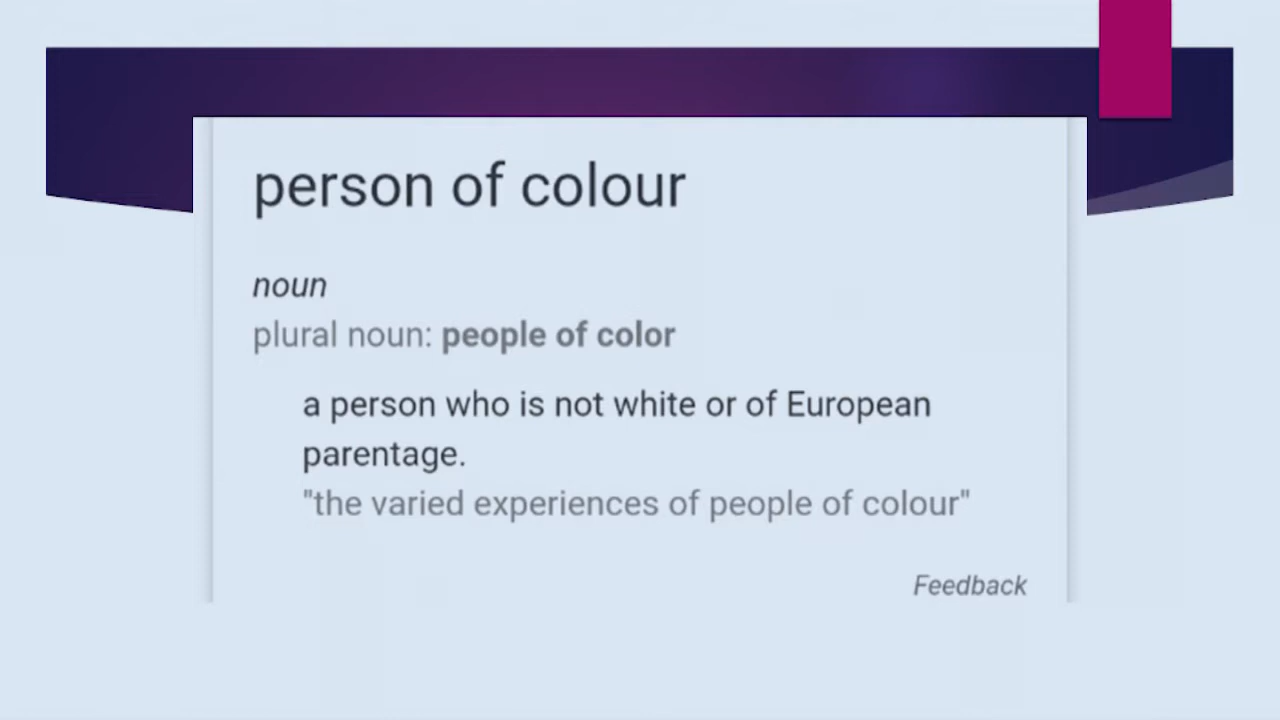 person of colour
noun
plural noun: people of color
a person who is not white or of European
parentage.
"the varied experiences of people of colour"
Feedback